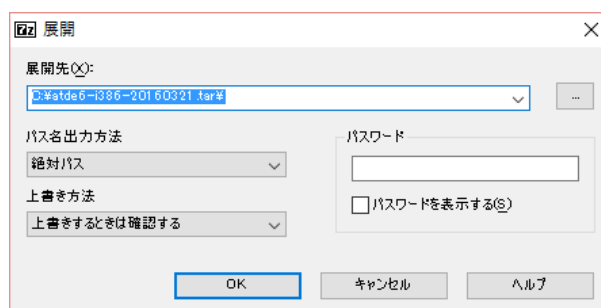 7z 展開
展開先(X):
D:¥atde6-i386-20160321.tar¥
...
パス名出力方法
絶対パス
上書き方法
上書きするときは確認する
パスワード
パスワードを表示する(S)
OK
キャンセル
ヘルプ